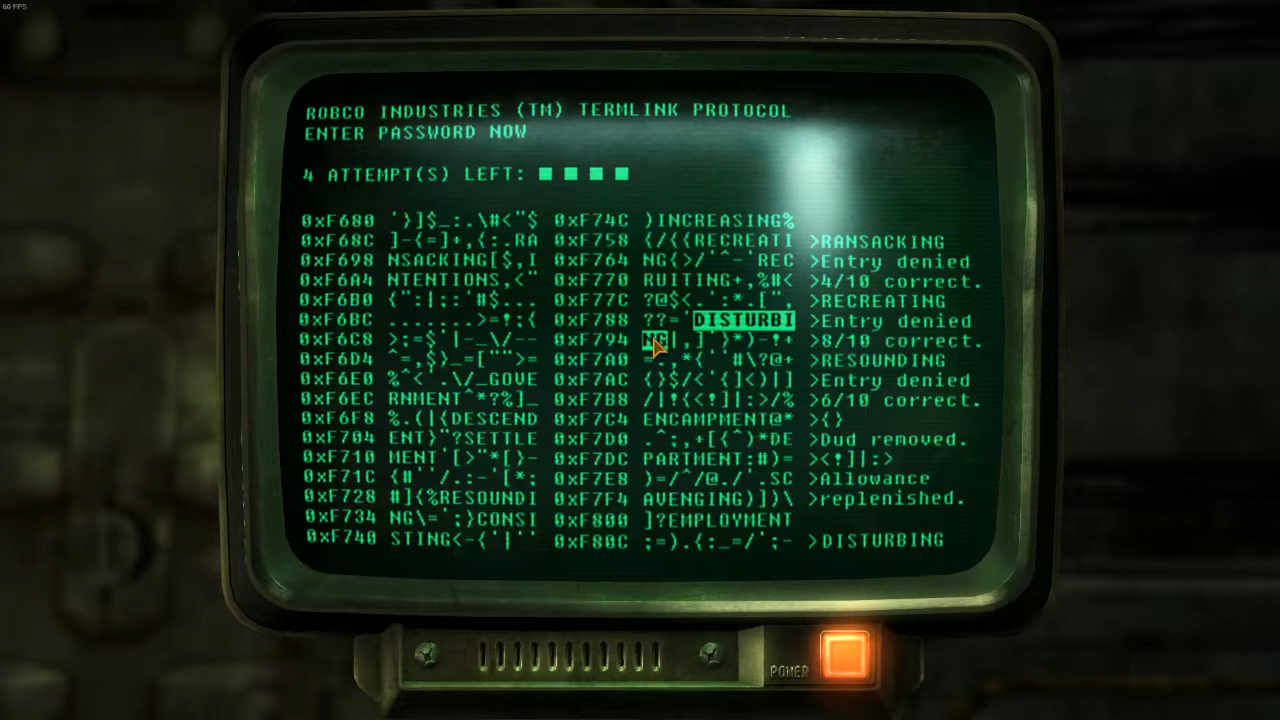 60 FPS
ROBCO INDUSTRIES (TM) TERMLINK PROTOCOL
ENTER PASSWORD NOW
4 ATTEMPT(S) LEFT: ■ ■ ■ ■
0xF680 '}]$_:.\#<"$ 0xF74C )INCREASING%
0xF68C ]-{=]+,{:.RA 0xF758 (/{{RECREATI >RANSACKING
0xF698 NSACKING[$,I 0xF764 NG{>/'^-'REC >Entry denied
0xF6A4 NTENTIONS,<" 0xF770 RUITING+,%#< >4/10 correct.
0xF6B0 {":|;:'#$... 0xF77C ?@$<.':*.[", >RECREATING
0xF6BC .......>=!:{ 0xF788 ??='DISTURBI >Entry denied
0xF6C8 >;=$'|-_\/-- 0xF794 NG|,]'}*)-!+ >8/10 correct.
0xF6D4 ^=,$}_=["">= 0xF7A0 =.,*{''#\?@+ >RESOUNDING
0xF6E0 %^<'.\/_GOVE 0xF7AC {}$/<'{]<)|] >Entry denied
0xF6EC RNMENT^*?%]_ 0xF7B8 /|!{<!]|:>/% >6/10 correct.
0xF6F8 %.(|{DESCEND 0xF7C4 ENCAMPMENT@* >{}
0xF704 ENT}"?SETTLE 0xF7D0 .^;,+[{^)*DE >Dud removed.
0xF710 MENT'[>"*[}- 0xF7DC PARTMENT:#)= ><!]|:>
0xF71C {#''/.:-'[*; 0xF7E8 )=/^/@./'.SC >Allowance
0xF728 #]{%RESOUNDI 0xF7F4 AVENGING)])\ >replenished.
0xF734 NG\=';}CONSI 0xF800 ]?EMPLOYMENT
0xF740 STING<-{'|'' 0xF80C ;=).{:_=/';- >DISTURBING
POWER